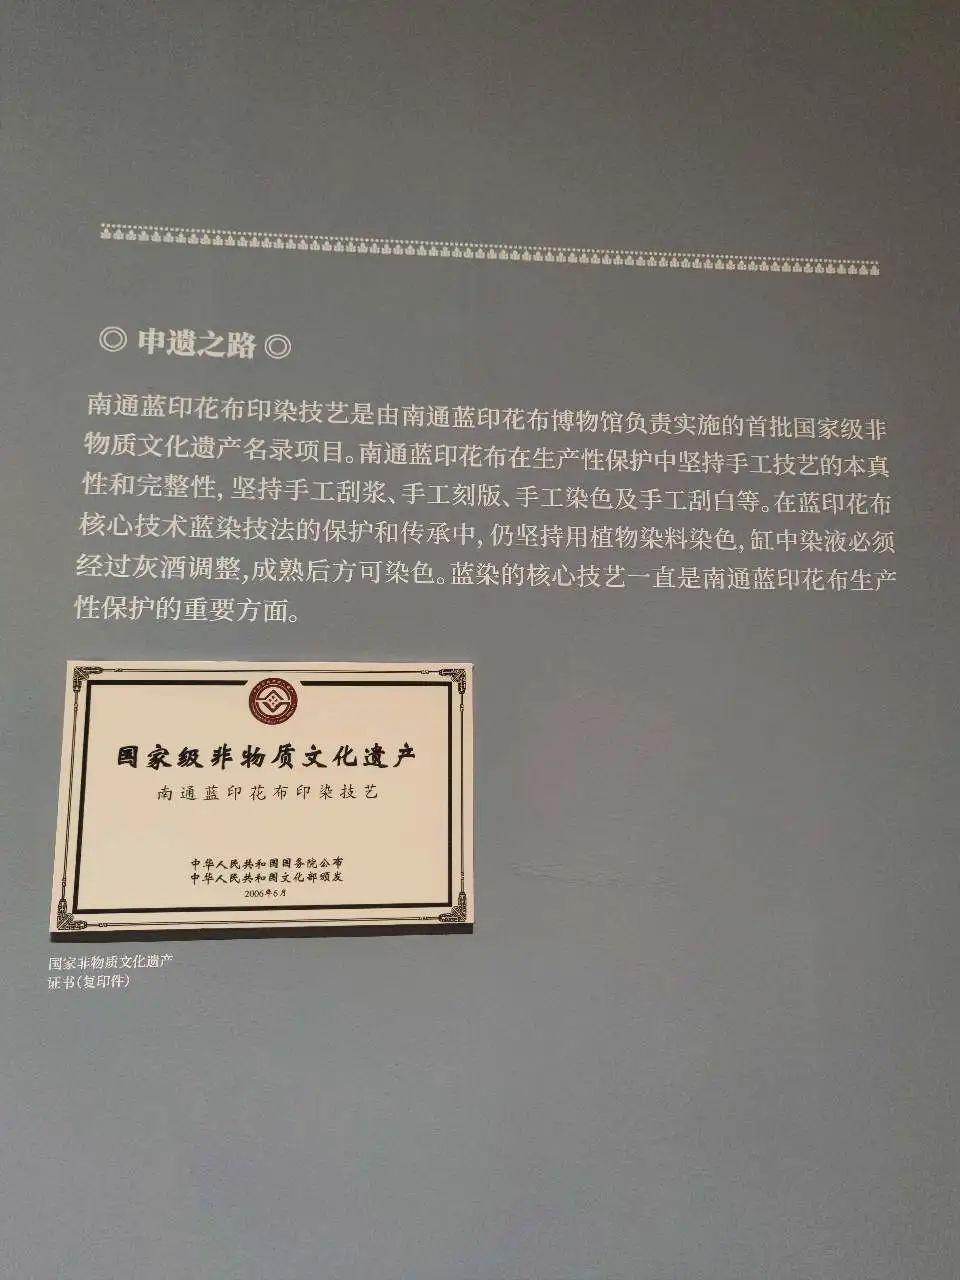 ◎ 申遗之路 ◎
南通蓝印花布印染技艺是由南通蓝印花布博物馆负责实施的首批国家级非
物质文化遗产名录项目。南通蓝印花布在生产性保护中坚持手工技艺的本真
性和完整性, 坚持手工刮浆、手工刻版、手工染色及手工刮白等。在蓝印花布
核心技术蓝染技法的保护和传承中, 仍坚持用植物染料染色, 缸中染液必须
经过灰酒调整, 成熟后方可染色。蓝染的核心技艺一直是南通蓝印花布生产
性保护的重要方面。
国家级非物质文化遗产
南通蓝印花布印染技艺
中华人民共和国国务院公布
中华人民共和国文化部颁发
2006年6月
国家非物质文化遗产
证书(复印件)